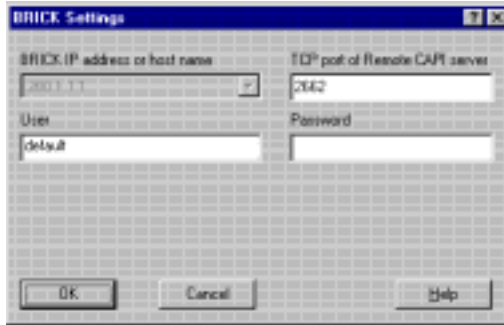 BRICK Settings
BRICK IP address or host name
TCP port of Remote CAPI server
2662
User
Password
default
OK
Cancel
Help